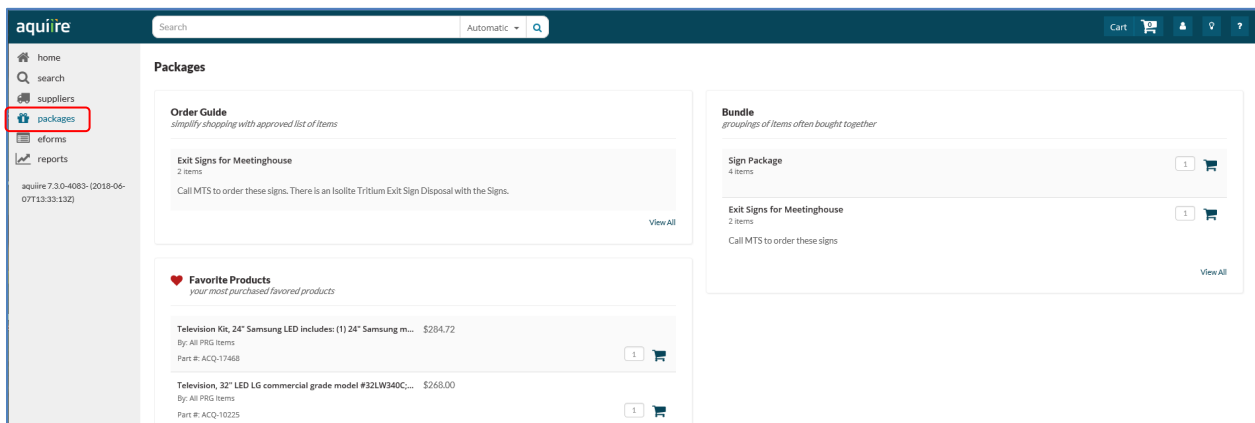 aquiire
Search
Automatic
Cart
0
?
home
search
suppliers
packages
eforms
reports
aquiire 7.3.0-4083- (2018-06-
07T13:33:13Z)
Packages
Order Guide
simplify shopping with approved list of items
Exit Signs for Meetinghouse
2 items
Call MTS to order these signs. There is an Isolite Tritium Exit Sign Disposal with the Signs.
View All
Favorite Products
your most purchased favored products
Television Kit, 24" Samsung LED includes: (1) 24" Samsung m... $284.72
By: All PRG Items
Part #: ACQ-17468
1
Television, 32" LED LG commercial grade model #32LW340C;... $268.00
By: All PRG Items
Part #: ACQ-10225
1
Bundle
groupings of items often bought together
Sign Package
4 items
1
Exit Signs for Meetinghouse
2 items
1
Call MTS to order these signs
View All